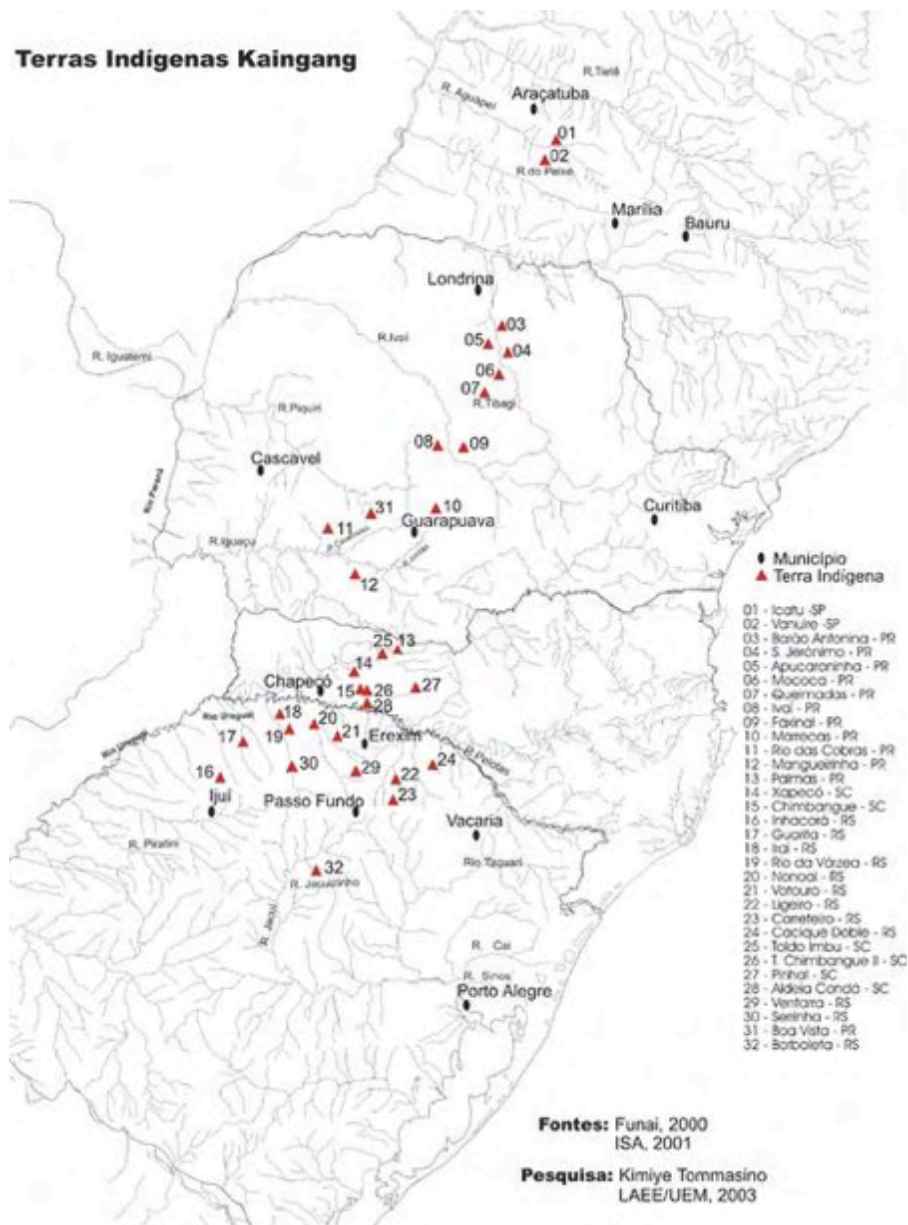 Terras Indígenas Kaingang
R.Tietê
R. Aguapeí
Araçatuba
01
02
R.do Peixe
Marília
Bauru
Londrina
03
R.Ivaí
05
04
R. Iguatemi
06
07
R.Tibagi
R.Piquiri
08
09
Cascavel
Rio Paraná
10
31
Curitiba
11
Guarapuava
R.Iguaçu
12
Município
Terra Indígena
25
13
14
Chapecó
15
26
27
28
Rio Uruguai
18
20
Rio Uruguai
19
21
Erexim
17
R.Pelotas
24
30
29
22
16
Ijuí
Passo Fundo
23
Vacaria
R. Piratini
Rio Taquari
32
R. Jacuizinho
R. Jacuí
R. Caí
R. Sinos
Porto Alegre
01 - Icatu -SP
02 - Vanuire -SP
03 - Barão Antonina - PR
04 - S. Jerônimo - PR
05 - Apucaraninha - PR
06 - Mococa - PR
07 - Queimadas - PR
08 - Ivaí - PR
09 - Faxinal - PR
10 - Marrecas - PR
11 - Rio das Cobras - PR
12 - Mangueirinha - PR
13 - Palmas - PR
14 - Xapecó - SC
15 - Chimbangue - SC
16 - Inhacorá - RS
17 - Guarita - RS
18 - Iraí - RS
19 - Rio da Várzea - RS
20 - Nonoai - RS
21 - Votouro - RS
22 - Ligeiro - RS
23 - Carreteiro - RS
24 - Cacique Doble - RS
25 - Toldo Imbu - SC
26 - T. Chimbangue II - SC
27 - Pinhal - SC
28 - Aldeia Condá - SC
29 - Ventarra - RS
30 - Serrinha - RS
31 - Boa Vista - PR
32 - Borboleta - RS
Fontes: Funai, 2000
ISA, 2001
Pesquisa: Kimiye Tommasino
LAEE/UEM, 2003